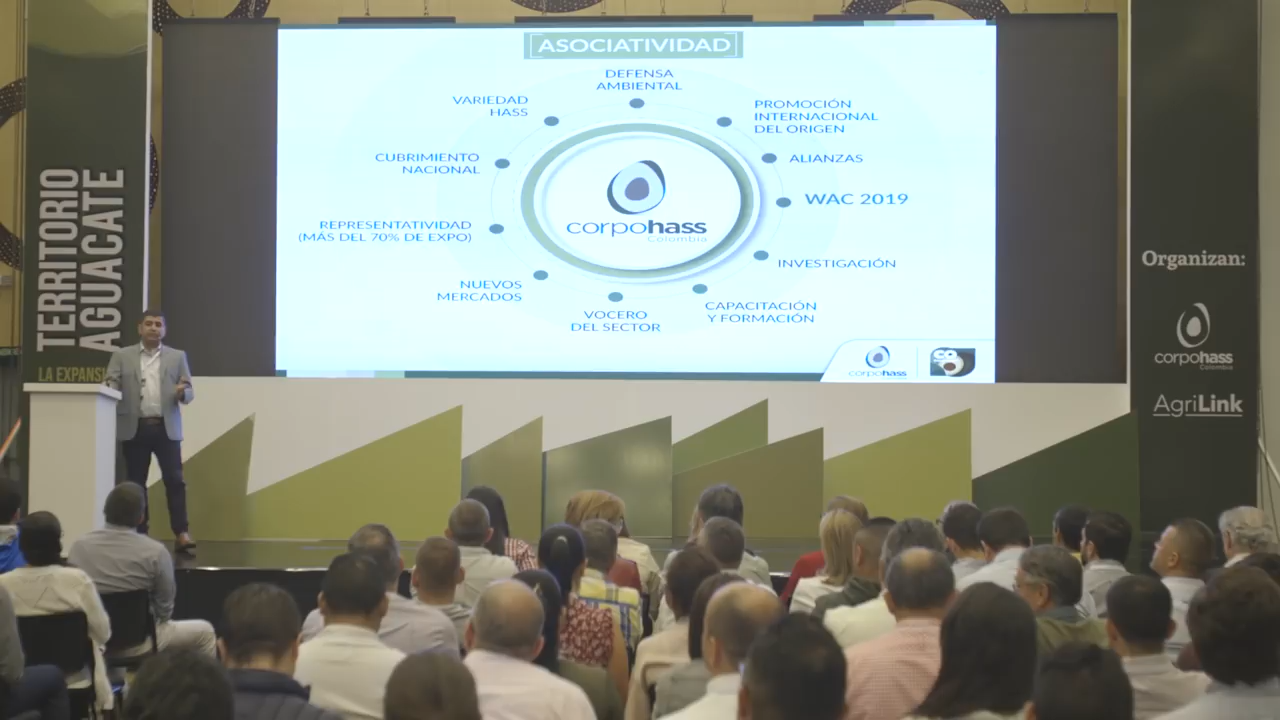 ASOCIATIVIDAD
DEFENSA
AMBIENTAL
VARIEDAD
HASS
PROMOCIÓN
INTERNACIONAL
DEL ORIGEN
CUBRIMIENTO
NACIONAL
ALIANZAS
WAC 2019
REPRESENTATIVIDAD
(MÁS DEL 70% DE EXPO)
corpohass
Colombia
INVESTIGACIÓN
NUEVOS
MERCADOS
CAPACITACIÓN
Y FORMACIÓN
VOCERO
DEL SECTOR
corpohass
CO
TERRITORIO
AGUACATE
LA EXPANSI
Organizan:
corpohass
Colombia
AgriLink